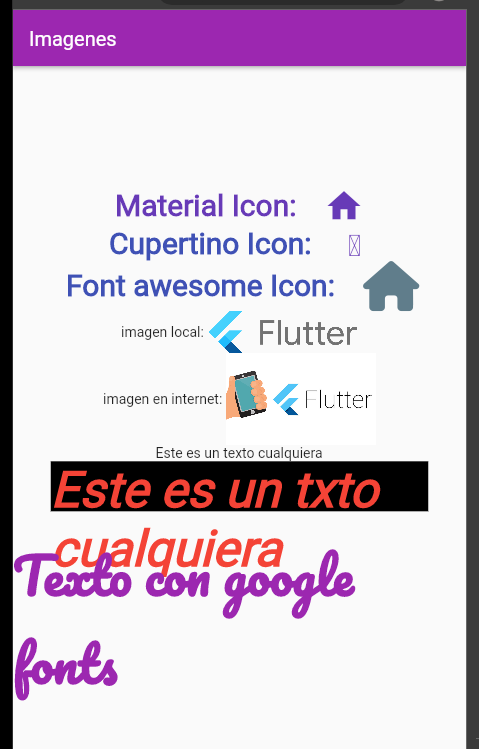 Imagenes
Material Icon:
Cupertino Icon:
Font awesome Icon:
imagen local: Flutter
imagen en internet: Flutter
Este es un texto cualquiera
Este es un txto
cualquiera
Texto con google
fonts